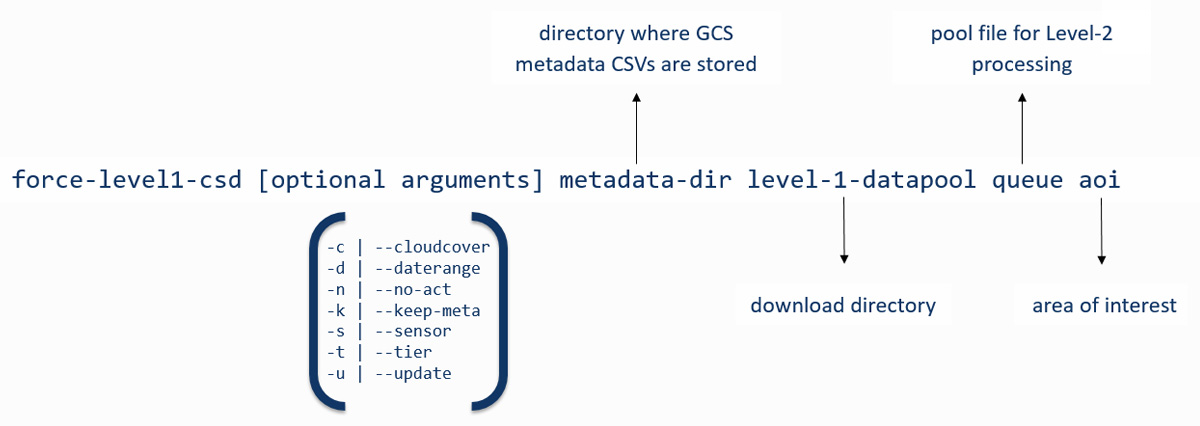 directory where GCS
metadata CSVs are stored
pool file for Level-2
processing
force-level1-csd [optional arguments] metadata-dir level-1-datapool queue aoi
-c | --cloudcover
-d | --daterange
-n | --no-act
-k | --keep-meta
-s | --sensor
-t | --tier
-u | --update
download directory
area of interest